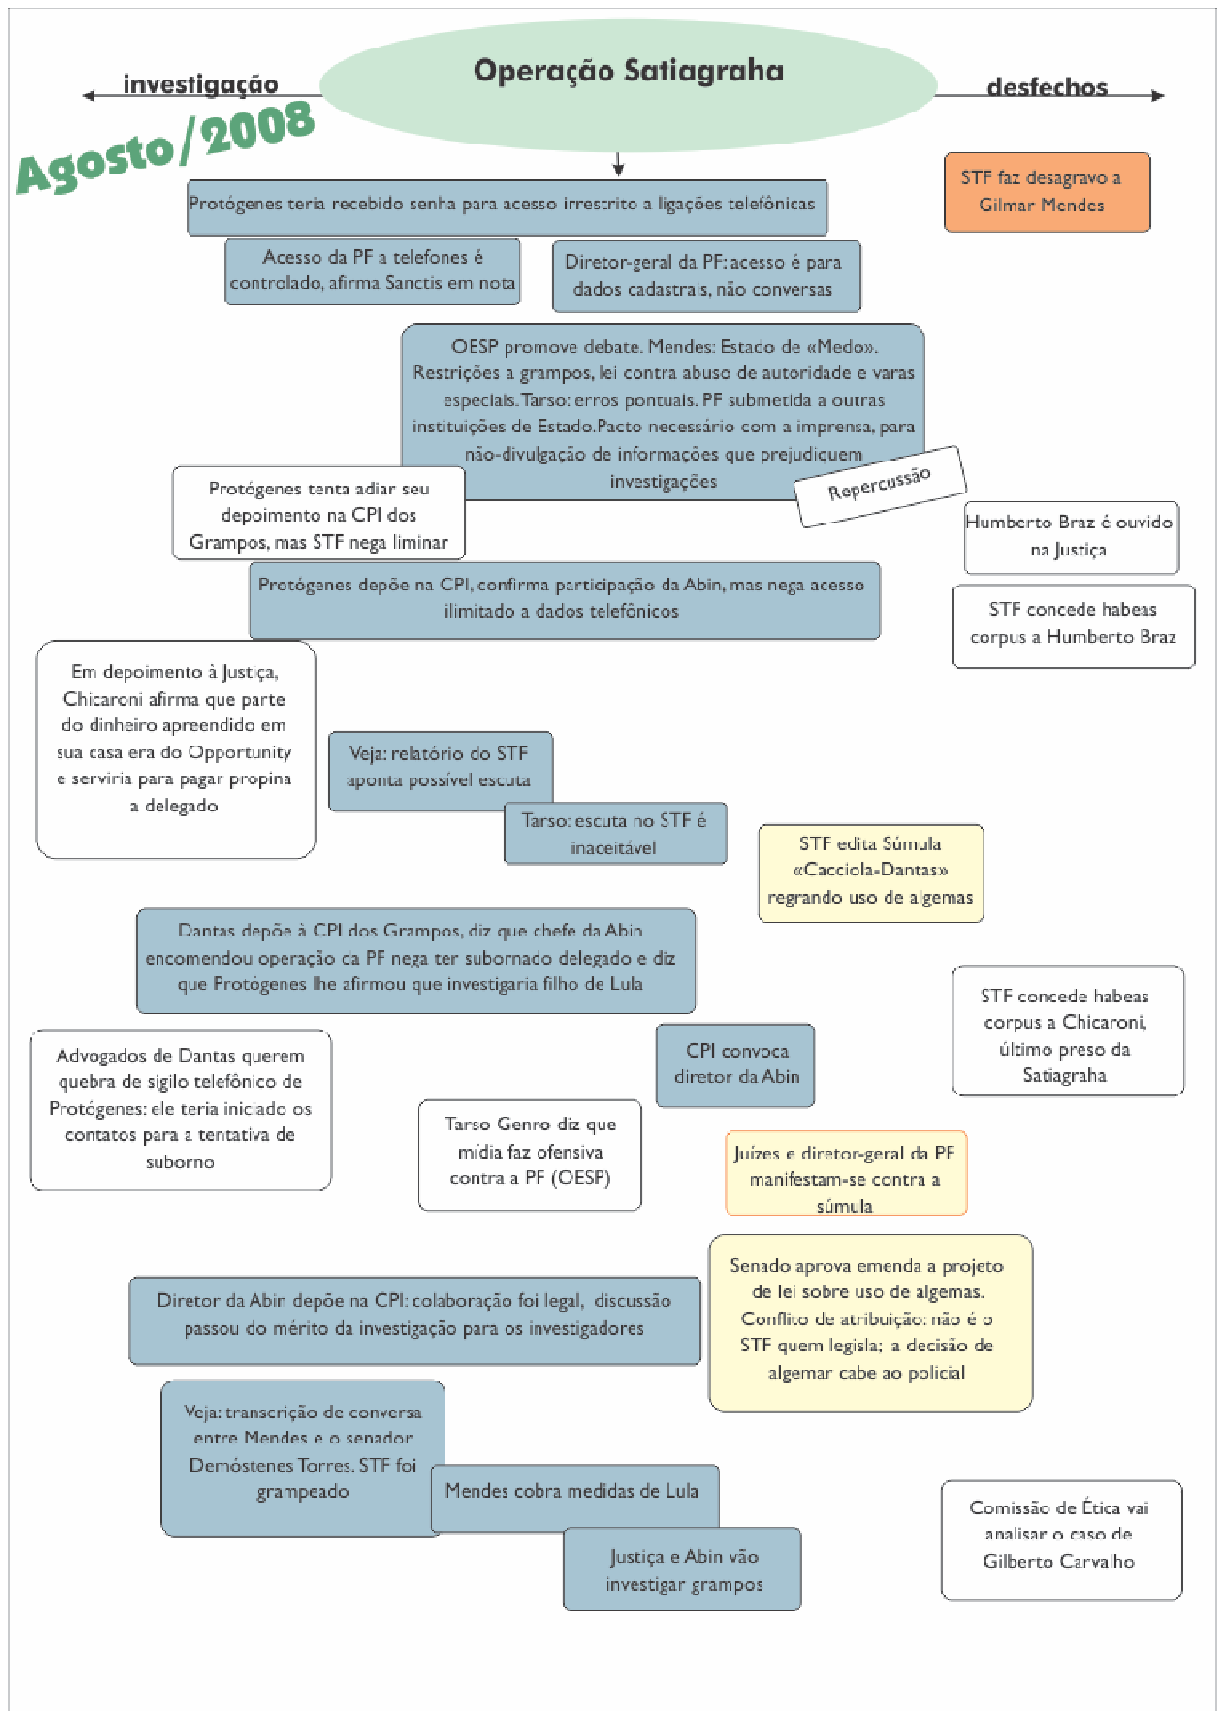 Operação Satiagraha
investigação
desfechos
Agosto/2008
Protógenes teria recebido senha para acesso irrestrito a ligações telefônicas
STF faz desagravo a
Gilmar Mendes
Acesso da PF a telefones é
controlado, afirma Sanctis em nota
Diretor-geral da PF: acesso é para
dados cadastrais, não conversas
OESP promove debate. Mendes: Estado de «Medo».
Restrições a grampos, lei contra abuso de autoridade e varas
especiais. Tarso: erros pontuais. PF submetida a outras
instituições de Estado. Pacto necessário com a imprensa, para
não-divulgação de informações que prejudiquem
investigações
Repercussão
Protógenes tenta adiar seu
depoimento na CPI dos
Grampos, mas STF nega liminar
Humberto Braz é ouvido
na Justiça
Protógenes depõe na CPI, confirma participação da Abin, mas nega acesso
ilimitado a dados telefônicos
STF concede habeas
corpus a Humberto Braz
Em depoimento à Justiça,
Chicaroni afirma que parte
do dinheiro apreendido em
sua casa era do Opportunity
e serviria para pagar propina
a delegado
Veja: relatório do STF
aponta possível escuta
Tarso: escuta no STF é
inaceitável
STF edita Súmula
«Cacciola-Dantas»
regrando uso de algemas
Dantas depõe à CPI dos Grampos, diz que chefe da Abin
encomendou operação da PF nega ter subornado delegado e diz
que Protógenes lhe afirmou que investigaria filho de Lula
STF concede habeas
corpus a Chicaroni,
último preso da
Satiagraha
CPI convoca
diretor da Abin
Advogados de Dantas querem
quebra de sigilo telefônico de
Protógenes: ele teria iniciado os
contatos para a tentativa de
suborno
Tarso Genro diz que
mídia faz ofensiva
contra a PF (OESP)
Juízes e diretor-geral da PF
manifestam-se contra a
súmula
Senado aprova emenda a projeto
de lei sobre uso de algemas.
Conflito de atribuição: não é o
STF quem legisla; a decisão de
algemar cabe ao policial
Diretor da Abin depõe na CPI: colaboração foi legal, discussão
passou do mérito da investigação para os investigadores
Veja: transcrição de conversa
entre Mendes e o senador
Demóstenes Torres. STF foi
grampeado
Mendes cobra medidas de Lula
Justiça e Abin vão
investigar grampos
Comissão de Ética vai
analisar o caso de
Gilberto Carvalho